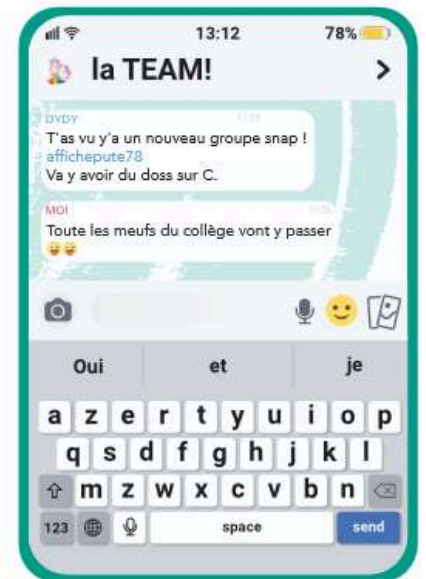 13:12
78%
la TEAM!
DYDY
T'as vu y'a un nouveau groupe snap !
affichepute78
Va y avoir du doss sur C.
MOI
Toute les meufs du collège vont y passer
Oui et je
a z e r t y u i o p
q s d f g h j k l
m z w x c v b n
123 space send